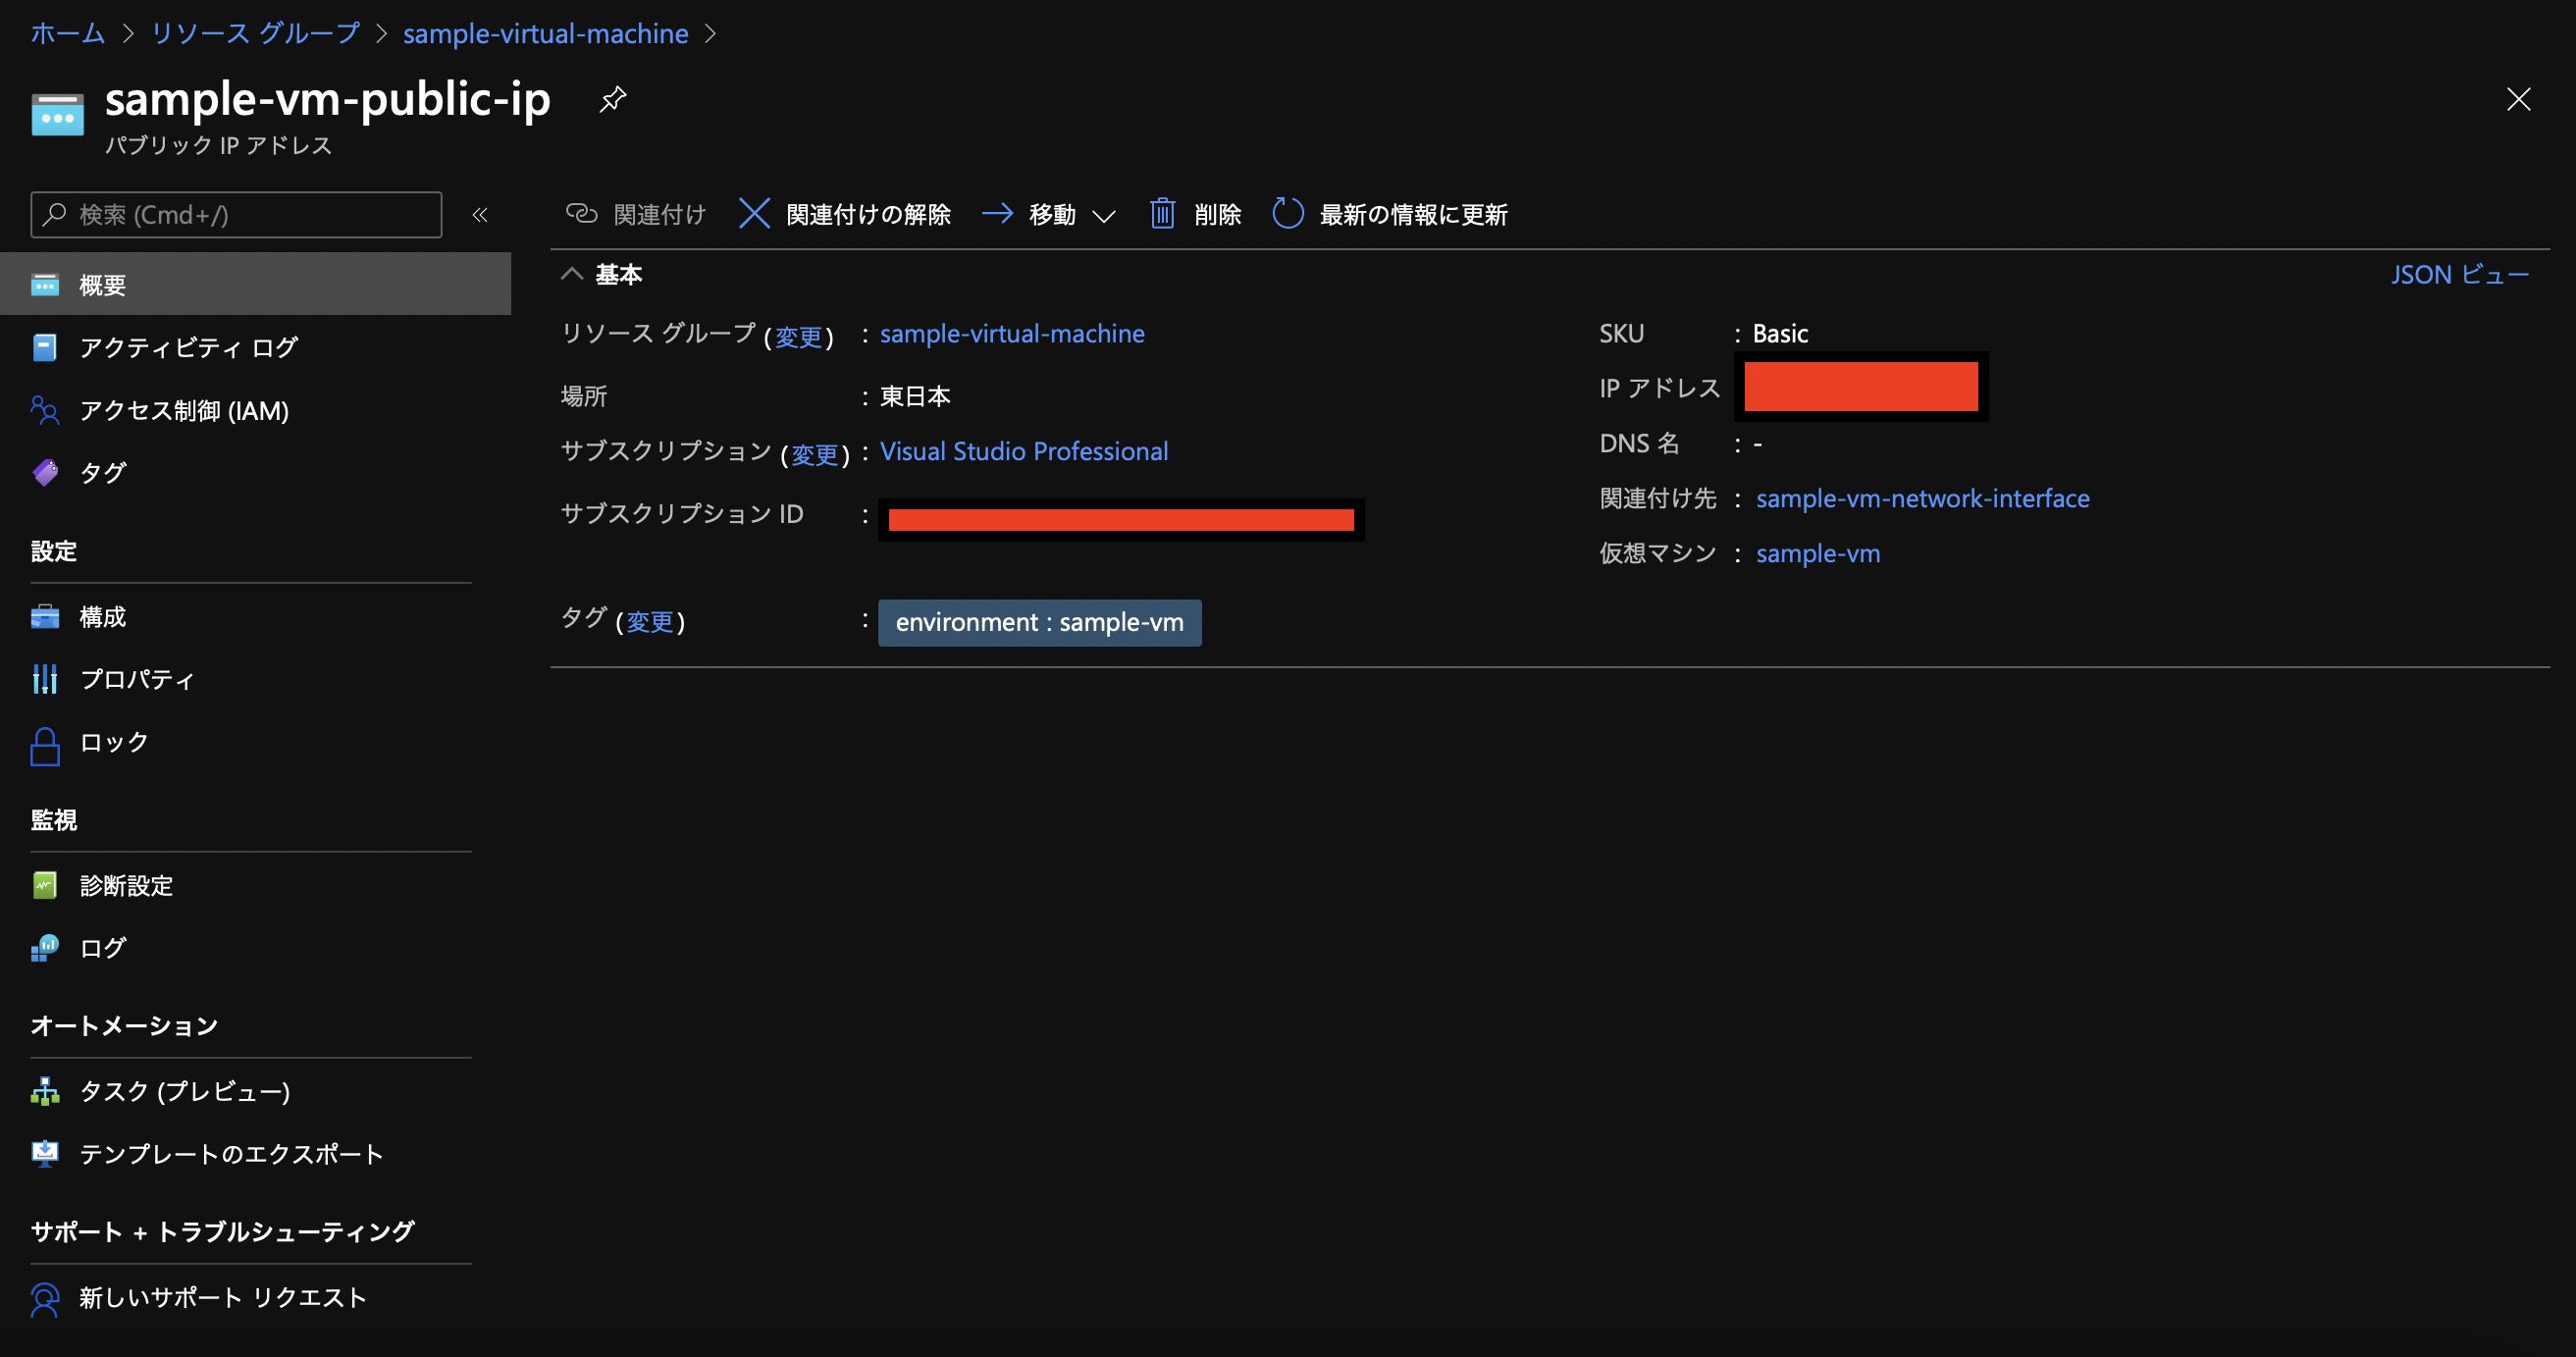 ホーム > リソース グループ > sample-virtual-machine >
sample-vm-public-ip
パブリック IP アドレス
検索 (Cmd+/)
«
概要
アクティビティ ログ
アクセス制御 (IAM)
タグ
設定
構成
プロパティ
ロック
監視
診断設定
ログ
オートメーション
タスク (プレビュー)
テンプレートのエクスポート
サポート + トラブルシューティング
新しいサポート リクエスト
関連付け 関連付けの解除 移動 削除 最新の情報に更新
基本 JSON ビュー
リソース グループ (変更) : sample-virtual-machine
場所 : 東日本
サブスクリプション (変更) : Visual Studio Professional
サブスクリプション ID :
タグ (変更) : environment : sample-vm
SKU : Basic
IP アドレス
DNS 名 : -
関連付け先 : sample-vm-network-interface
仮想マシン : sample-vm